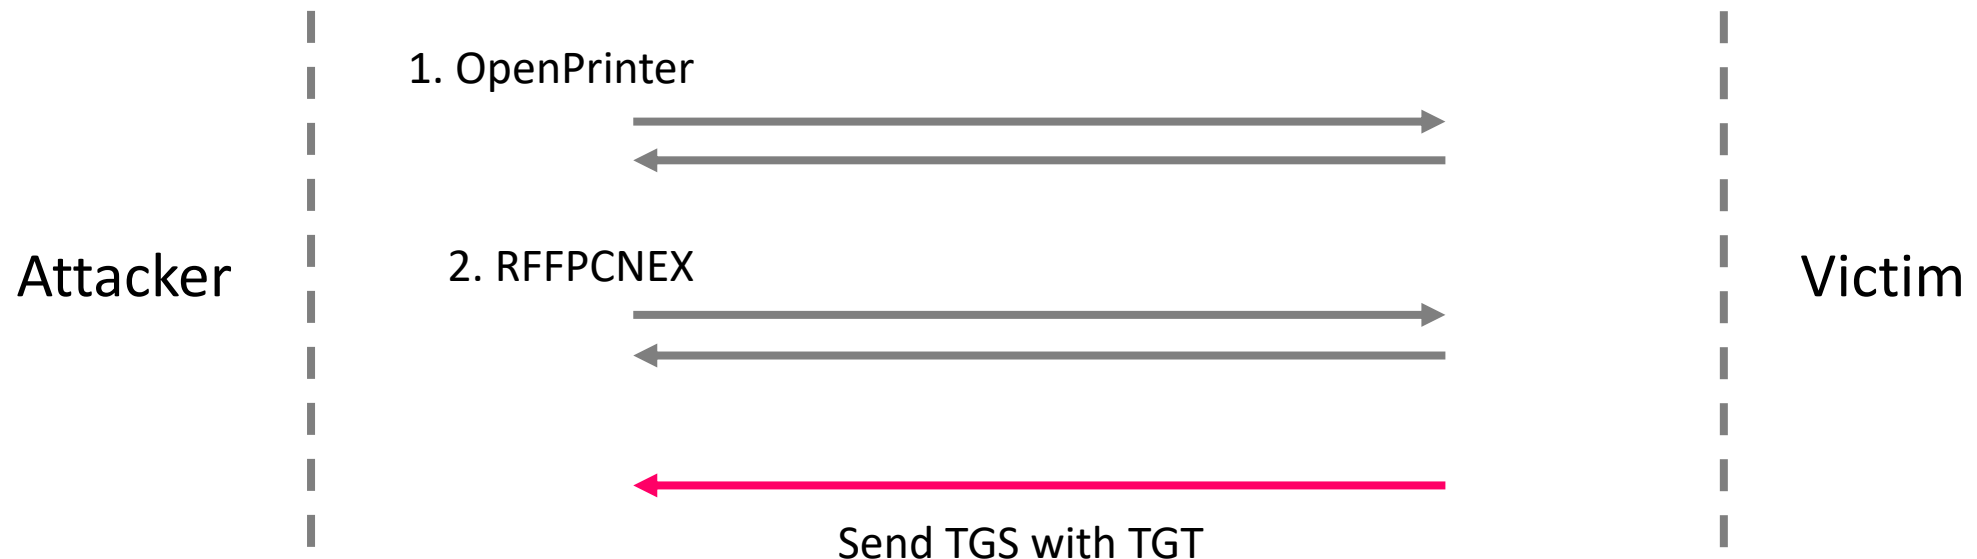 1. OpenPrinter
Attacker
2. RFFPCNEX
Victim
Send TGS with TGT